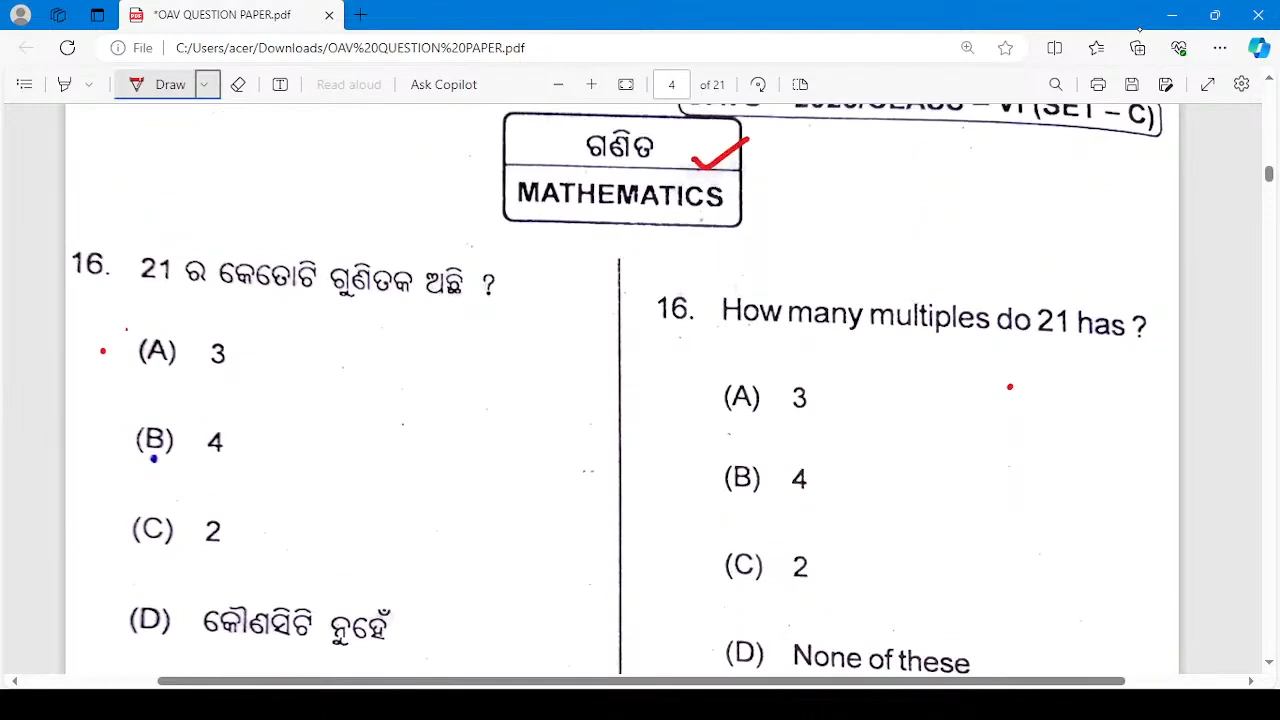 *OAV QUESTION PAPER.pdf
File C:/Users/acer/Downloads/OAV%20QUESTION%20PAPER.pdf
Draw Read aloud Ask Copilot 4 of 21
CLASS – VI (SET – C)
ଗଣିତ
MATHEMATICS
16. 21 ର କେତୋଟି ଗୁଣିତକ ଅଛି ?
(A) 3
(B) 4
(C) 2
(D) କୌଣସିଟି ନୁହେଁ
16. How many multiples do 21 has ?
(A) 3
(B) 4
(C) 2
(D) None of these